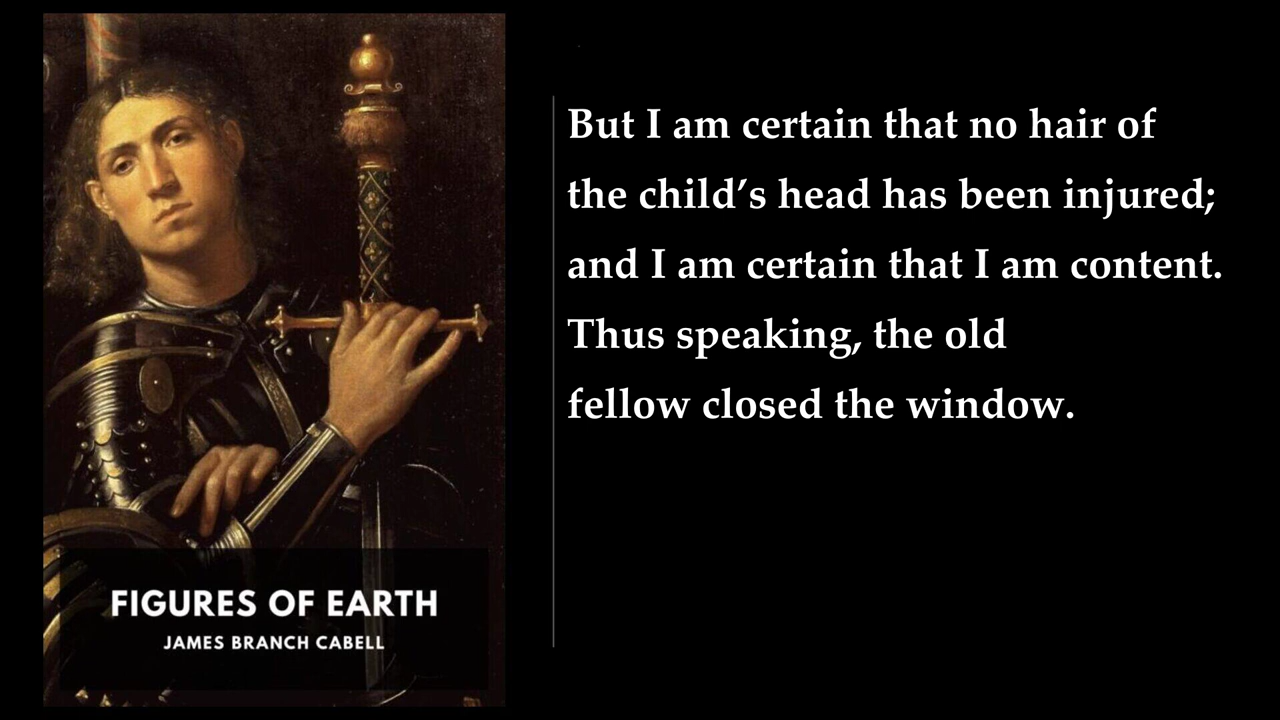 But I am certain that no hair of
the child’s head has been injured;
and I am certain that I am content.
Thus speaking, the old
fellow closed the window.
FIGURES OF EARTH
JAMES BRANCH CABELL